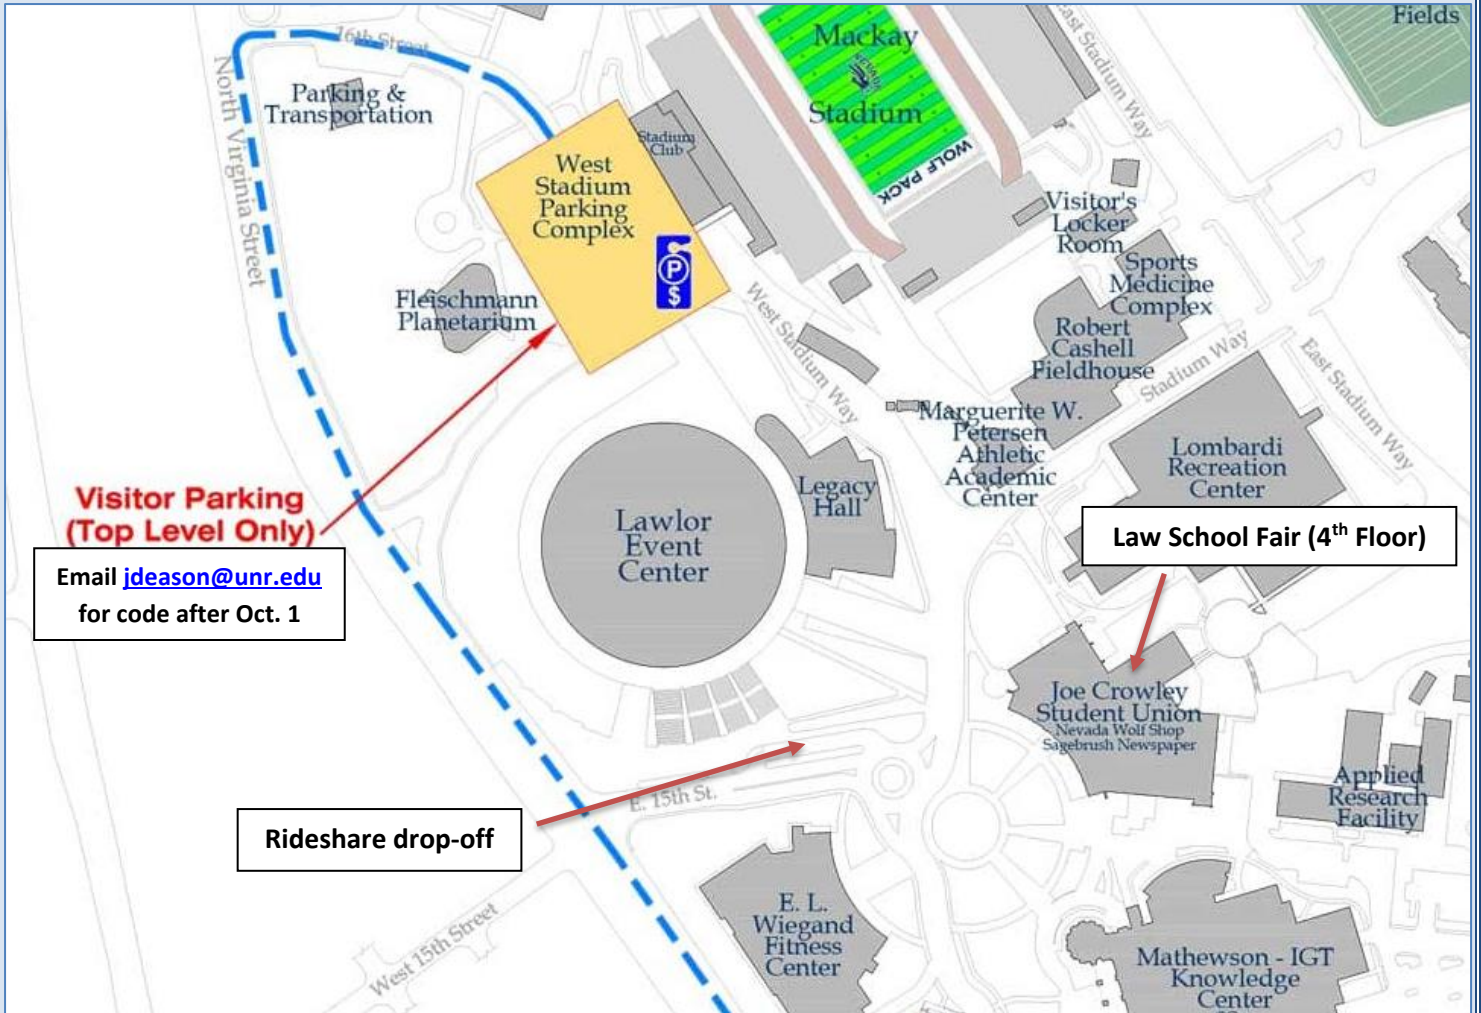 Fields
Mackay
NEVADA
Stadium
WOLF PACK
East Stadium Way
16th Street
North Virginia Street
Parking &
Transportation
Stadium
Club
West
Stadium
Parking
Complex
P
$
Visitor's
Locker
Room
Sports
Medicine
Complex
Fleischmann
Planetarium
West Stadium Way
Robert
Cashell
Fieldhouse
Stadium Way
East Stadium Way
Marguerite W.
Petersen
Athletic
Academic
Center
Lombardi
Recreation
Center
Legacy
Hall
Visitor Parking
(Top Level Only)
Lawlor
Event
Center
Law School Fair (4th Floor)
Email jdeason@unr.edu
for code after Oct. 1
Joe Crowley
Student Union
Nevada Wolf Shop
Sagebrush Newspaper
Applied
Research
Facility
E. 15th St.
Rideshare drop-off
West 15th Street
E. L.
Wiegand
Fitness
Center
Mathewson - IGT
Knowledge
Center